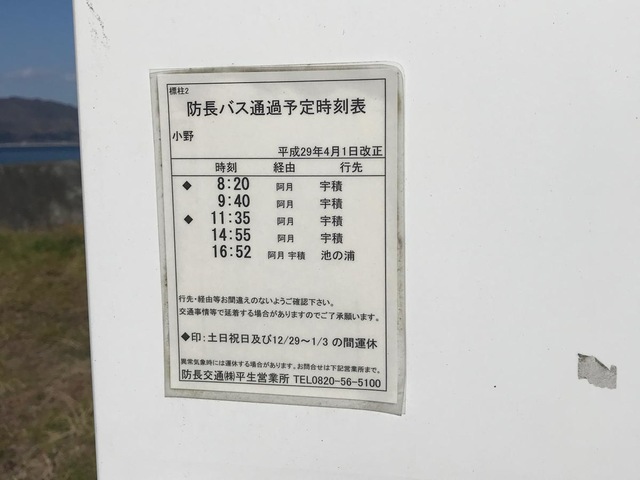 標柱2
防長バス通過予定時刻表
小野
平成29年4月1日改正
時刻 経由 行先
◆ 8:20 阿月 宇積
9:40 阿月 宇積
◆ 11:35 阿月 宇積
14:55 阿月 宇積
16:52 阿月 宇積 池の浦
行先・経由等お間違えのないようご確認下さい。
交通事情等で延着する場合がありますのでご了承願います。
◆印:土日祝日及び12/29～1/3 の間運休
異常気象時には運休する場合があります。お問合せは下記営業所まで。
防長交通㈱平生営業所 TEL0820-56-5100